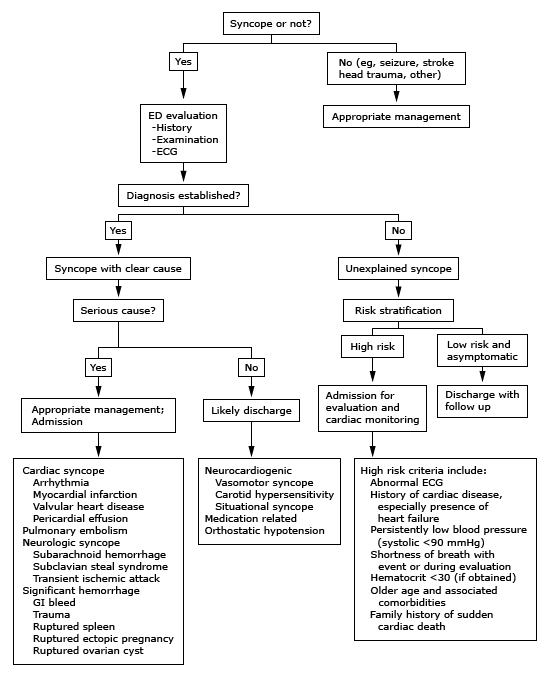 Syncope or not?
Yes
No (eg, seizure, stroke
head trauma, other)
ED evaluation
-History
-Examination
-ECG
Appropriate management
Diagnosis established?
Yes
No
Syncope with clear cause
Unexplained syncope
Serious cause?
Risk stratification
High risk
Low risk and
asymptomatic
Yes
No
Appropriate management;
Admission
Likely discharge
Admission for
evaluation and
cardiac monitoring
Discharge with
follow up
Cardiac syncope
Arrhythmia
Myocardial infarction
Valvular heart disease
Pericardial effusion
Pulmonary embolism
Neurologic syncope
Subarachnoid hemorrhage
Subclavian steal syndrome
Transient ischemic attack
Significant hemorrhage
GI bleed
Trauma
Ruptured spleen
Ruptured ectopic pregnancy
Ruptured ovarian cyst
Neurocardiogenic
Vasomotor syncope
Carotid hypersensitivity
Situational syncope
Medication related
Orthostatic hypotension
High risk criteria include:
Abnormal ECG
History of cardiac disease,
especially presence of
heart failure
Persistently low blood pressure
(systolic <90 mmHg)
Shortness of breath with
event or during evaluation
Hematocrit <30 (if obtained)
Older age and associated
comorbidities
Family history of sudden
cardiac death